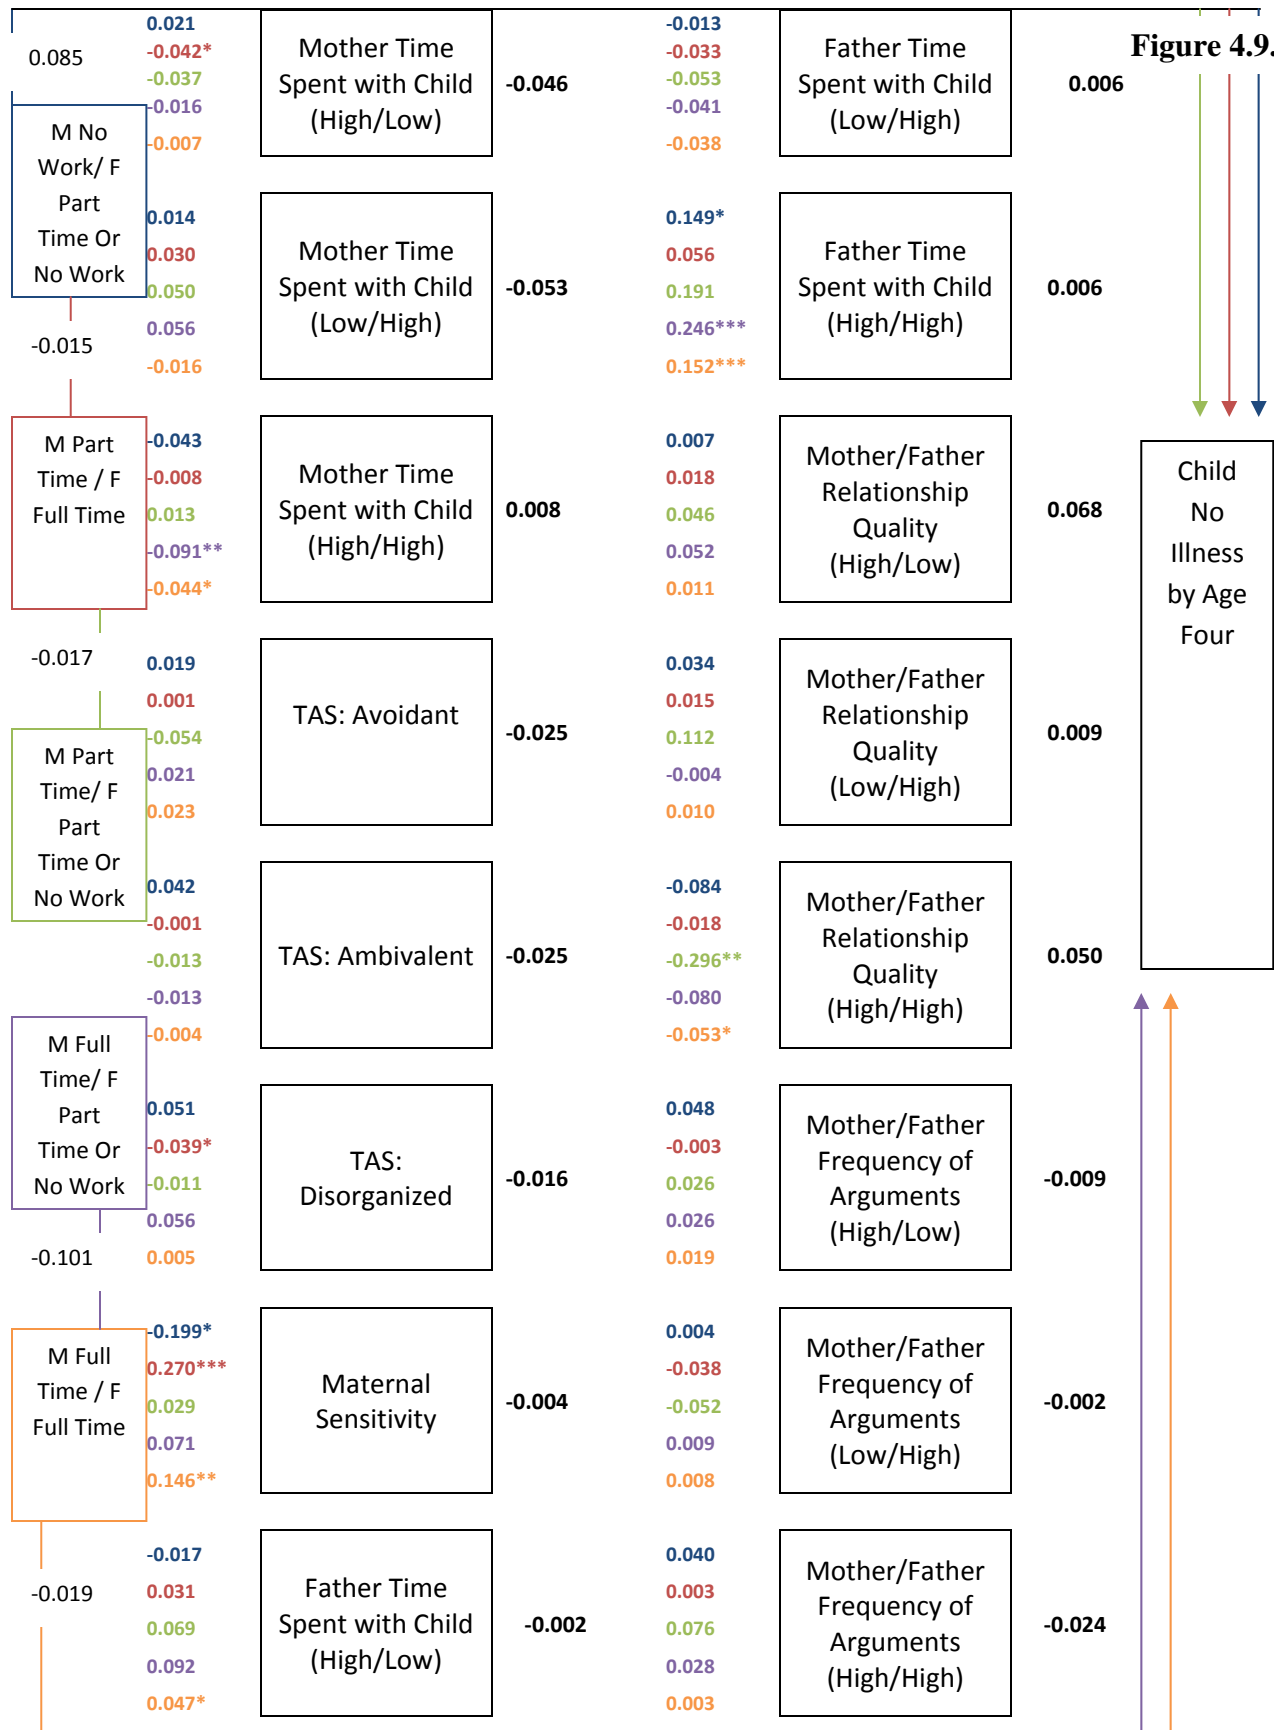 Figure 4.9.
0.085
M No
Work/ F
Part
Time Or
No Work
-0.015
M Part
Time / F
Full Time
-0.017
M Part
Time/ F
Part
Time Or
No Work
M Full
Time/ F
Part
Time Or
No Work
-0.101
M Full
Time / F
Full Time
-0.019
0.021
-0.042*
-0.037
-0.016
-0.007
Mother Time
Spent with Child
(High/Low)
-0.046
0.014
0.030
0.050
0.056
-0.016
Mother Time
Spent with Child
(Low/High)
-0.053
-0.043
-0.008
0.013
-0.091**
-0.044*
Mother Time
Spent with Child
(High/High)
0.008
0.019
0.001
-0.054
0.021
0.023
TAS: Avoidant
-0.025
0.042
-0.001
-0.013
-0.013
-0.004
TAS: Ambivalent
-0.025
0.051
-0.039*
-0.011
0.056
0.005
TAS:
Disorganized
-0.016
-0.199*
0.270***
0.029
0.071
0.146**
Maternal
Sensitivity
-0.004
-0.017
0.031
0.069
0.092
0.047*
Father Time
Spent with Child
(High/Low)
-0.002
-0.013
-0.033
-0.053
-0.041
-0.038
Father Time
Spent with Child
(Low/High)
0.006
0.149*
0.056
0.191
0.246***
0.152***
Father Time
Spent with Child
(High/High)
0.006
0.007
0.018
0.046
0.052
0.011
Mother/Father
Relationship
Quality
(High/Low)
0.068
0.034
0.015
0.112
-0.004
0.010
Mother/Father
Relationship
Quality
(Low/High)
0.009
-0.084
-0.018
-0.296**
-0.080
-0.053*
Mother/Father
Relationship
Quality
(High/High)
0.050
0.048
-0.003
0.026
0.026
0.019
Mother/Father
Frequency of
Arguments
(High/Low)
-0.009
0.004
-0.038
-0.052
0.009
0.008
Mother/Father
Frequency of
Arguments
(Low/High)
-0.002
0.040
0.003
0.076
0.028
0.003
Mother/Father
Frequency of
Arguments
(High/High)
-0.024
Child
No
Illness
by Age
Four